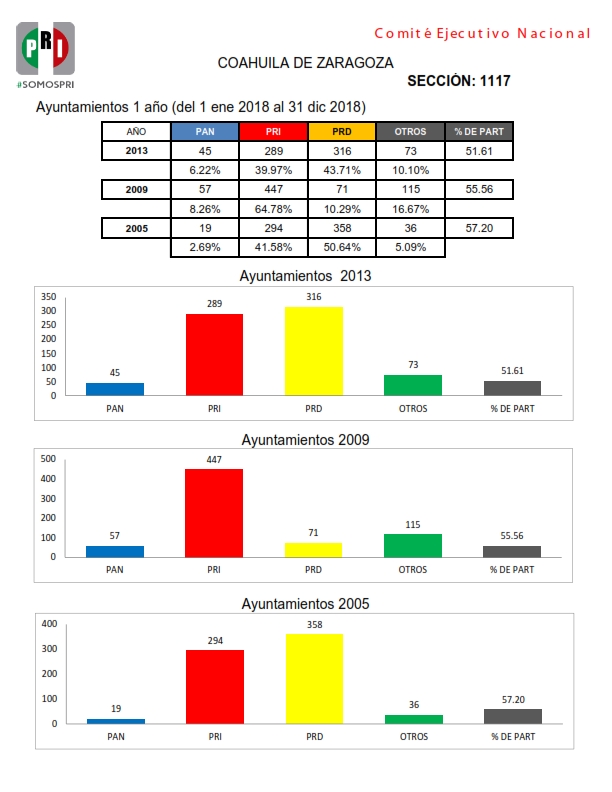 Comité Ejecutivo Nacional
PRI
#SOMOSPRI
COAHUILA DE ZARAGOZA
SECCIÓN: 1117
Ayuntamientos 1 año (del 1 ene 2018 al 31 dic 2018)
AÑO PAN PRI PRD OTROS % DE PART
2013 45 289 316 73 51.61
6.22% 39.97% 43.71% 10.10%
2009 57 447 71 115 55.56
8.26% 64.78% 10.29% 16.67%
2005 19 294 358 36 57.20
2.69% 41.58% 50.64% 5.09%
Ayuntamientos 2013
350
300
250
200
150
100
50
0
45 289 316 73 51.61
PAN PRI PRD OTROS % DE PART
Ayuntamientos 2009
500
400
300
200
100
0
57 447 71 115 55.56
PAN PRI PRD OTROS % DE PART
Ayuntamientos 2005
400
300
200
100
0
19 294 358 36 57.20
PAN PRI PRD OTROS % DE PART